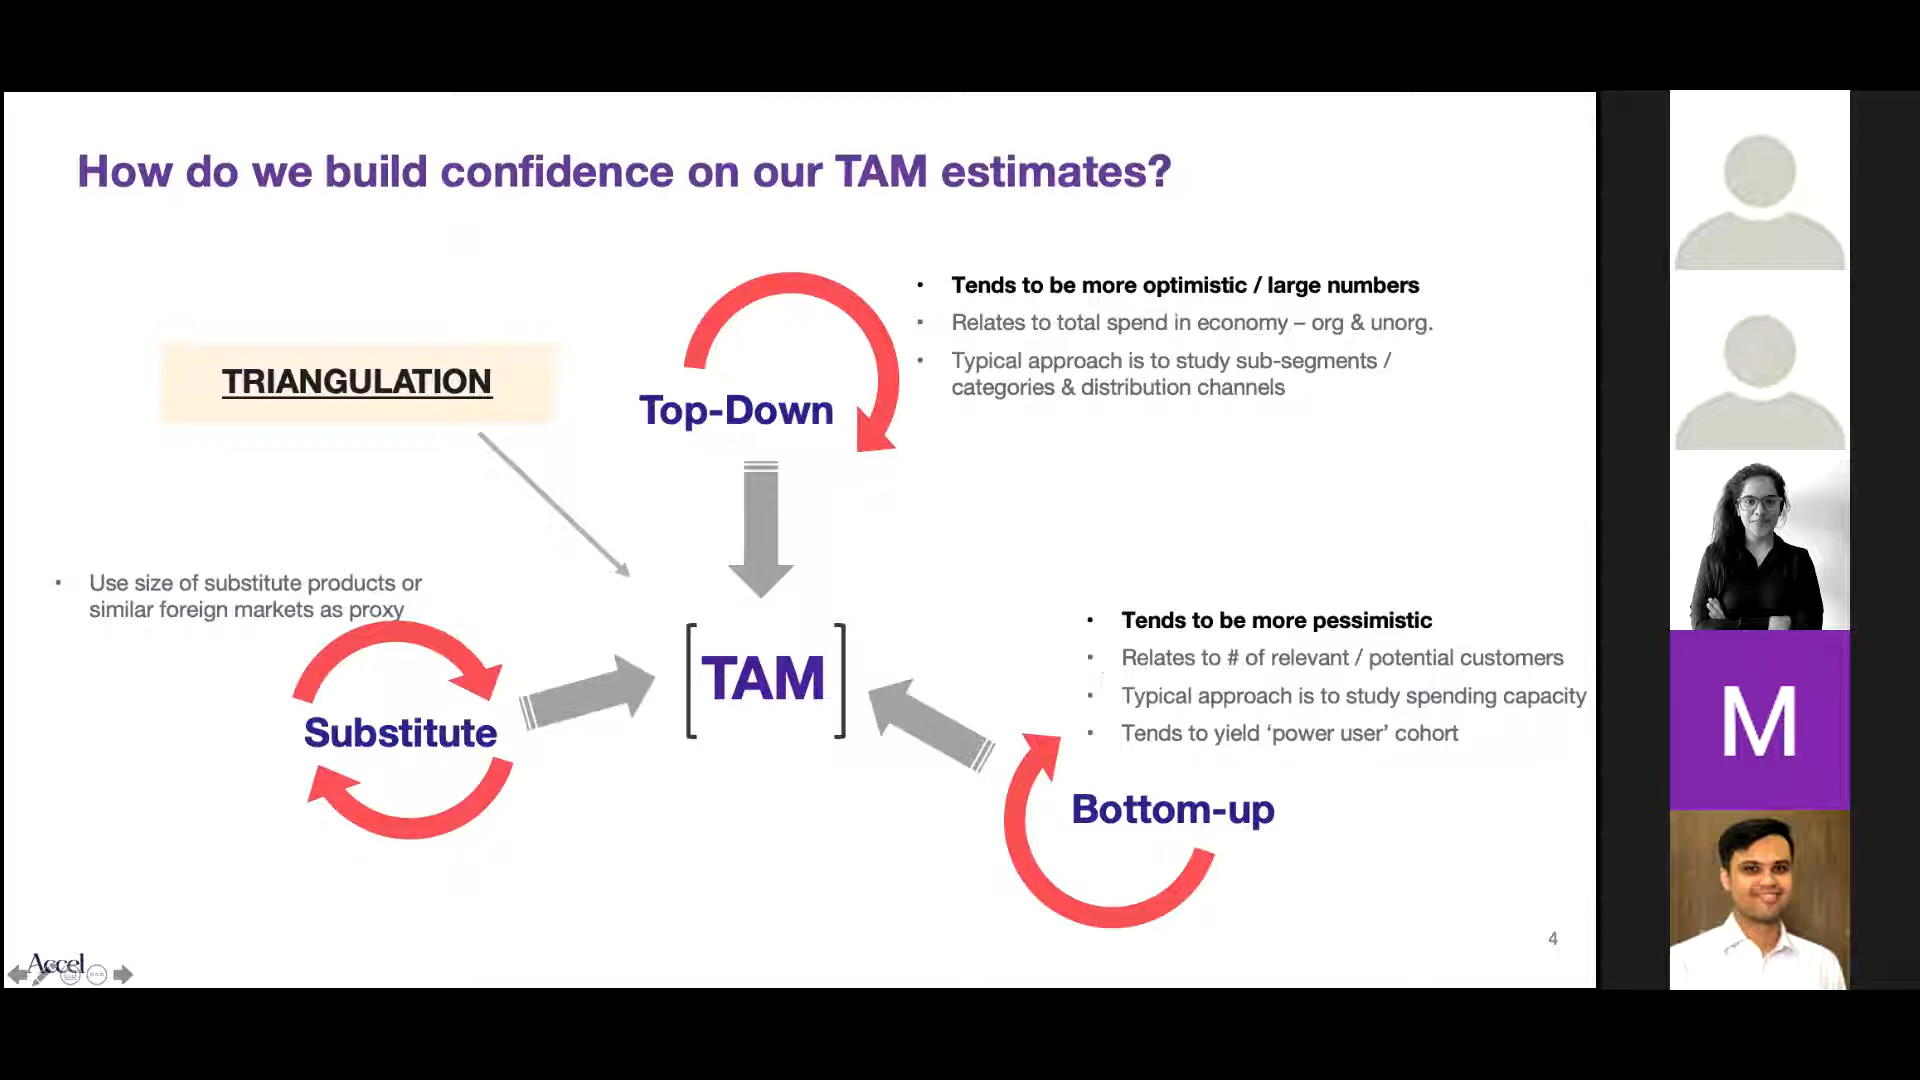 How do we build confidence on our TAM estimates?
• Tends to be more optimistic / large numbers
• Relates to total spend in economy – org & unorg.
• Typical approach is to study sub-segments /
categories & distribution channels
TRIANGULATION
Top-Down
• Use size of substitute products or
similar foreign markets as proxy
• Tends to be more pessimistic
• Relates to # of relevant / potential customers
• Typical approach is to study spending capacity
• Tends to yield ‘power user’ cohort
[TAM]
Substitute
Bottom-up
M
4
Accel